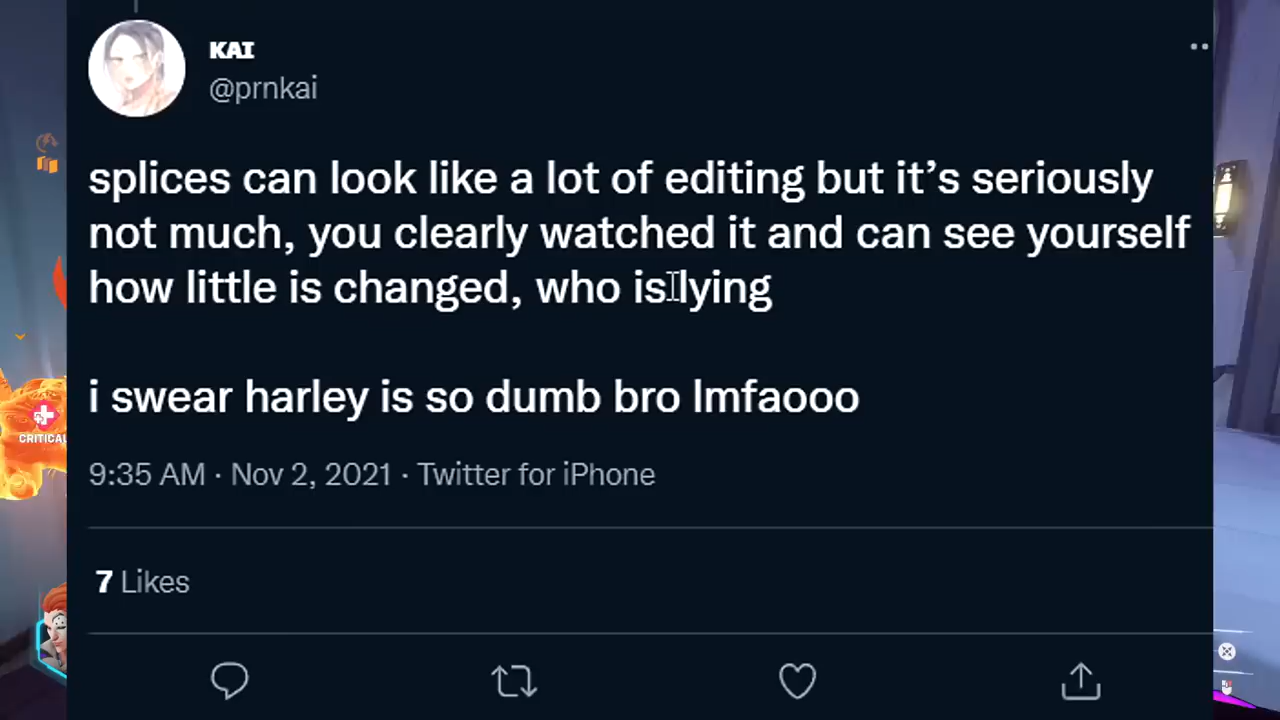 KAI
@prnkai
splices can look like a lot of editing but it’s seriously
not much, you clearly watched it and can see yourself
how little is changed, who is lying
i swear harley is so dumb bro lmfaooo
9:35 AM · Nov 2, 2021 · Twitter for iPhone
7 Likes
CRITICAL